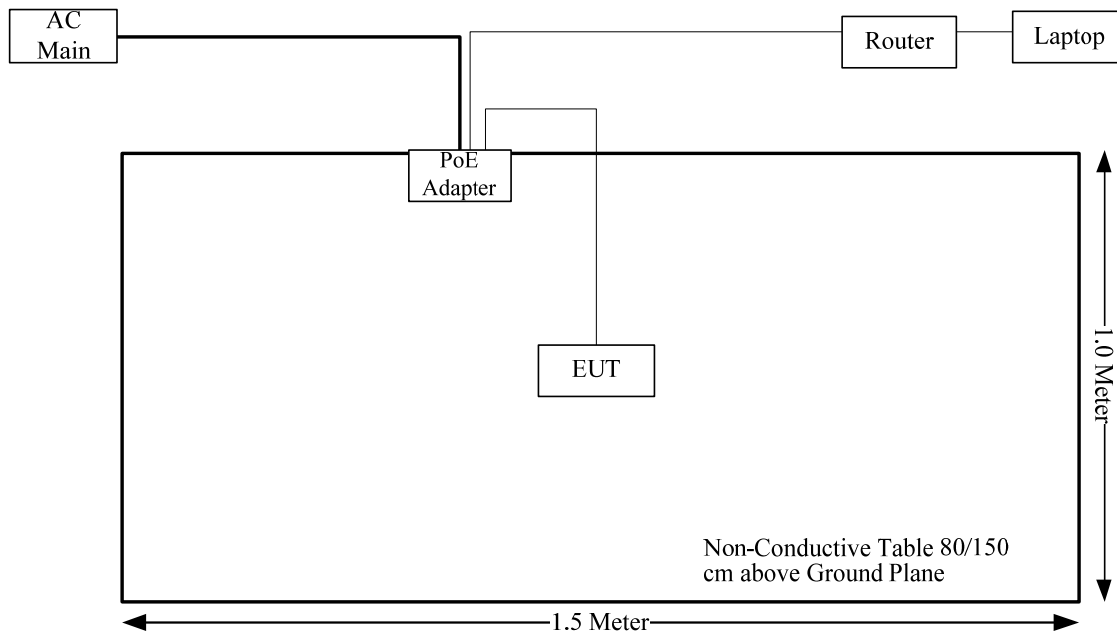 AC
Main
Router
Laptop
PoE
Adapter
EUT
1.0 Meter
Non-Conductive Table 80/150
cm above Ground Plane
1.5 Meter